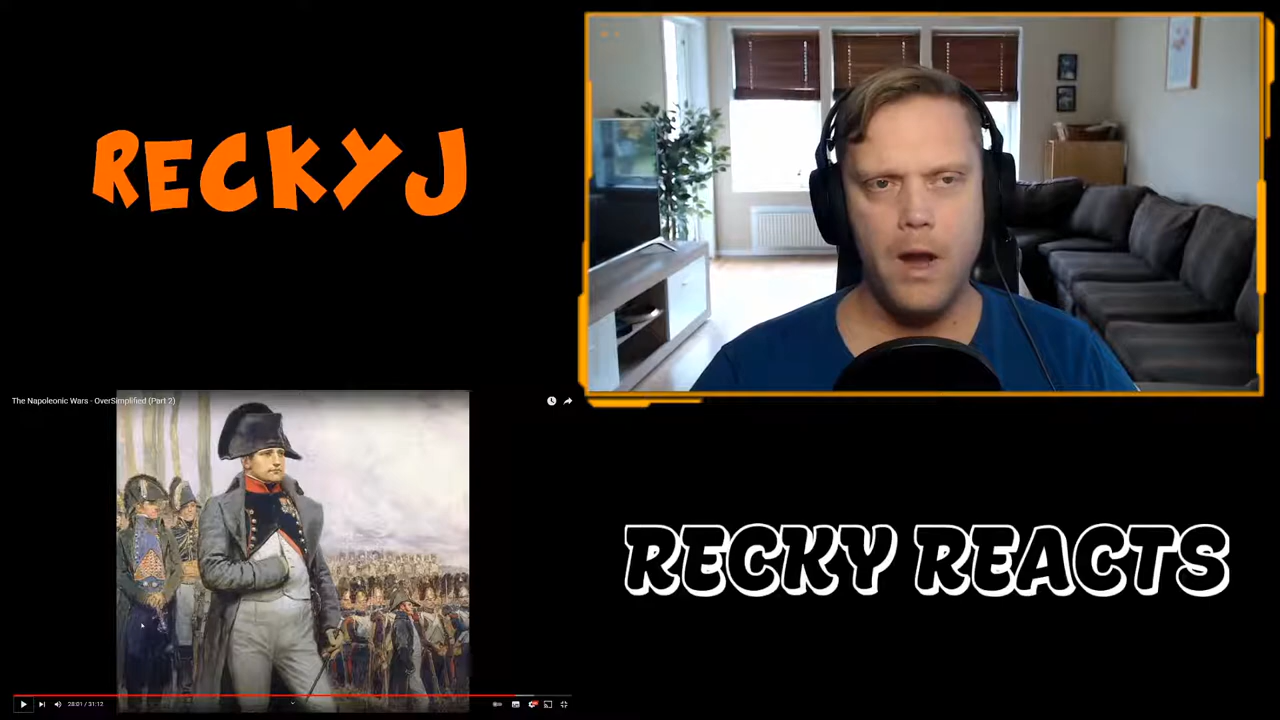 RECKYJ
The Napoleonic Wars - OverSimplified (Part 2)
28:01 / 31:12
RECKY REACTS